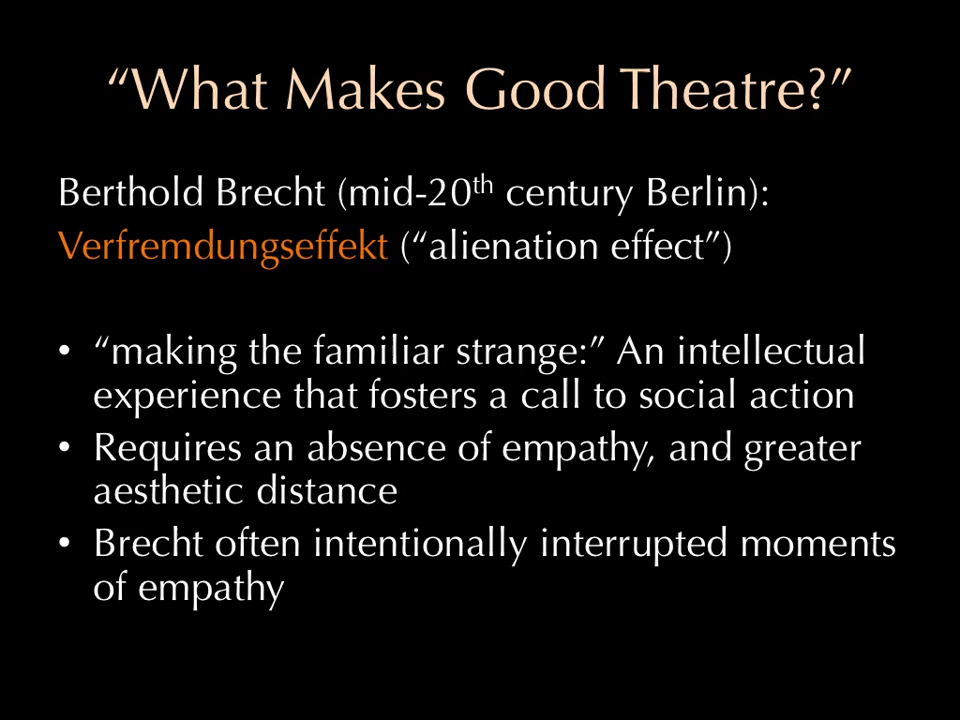 “What Makes Good Theatre?”
Berthold Brecht (mid-20th century Berlin):
Verfremdungseffekt (“alienation effect”)
• “making the familiar strange:” An intellectual
experience that fosters a call to social action
• Requires an absence of empathy, and greater
aesthetic distance
• Brecht often intentionally interrupted moments
of empathy